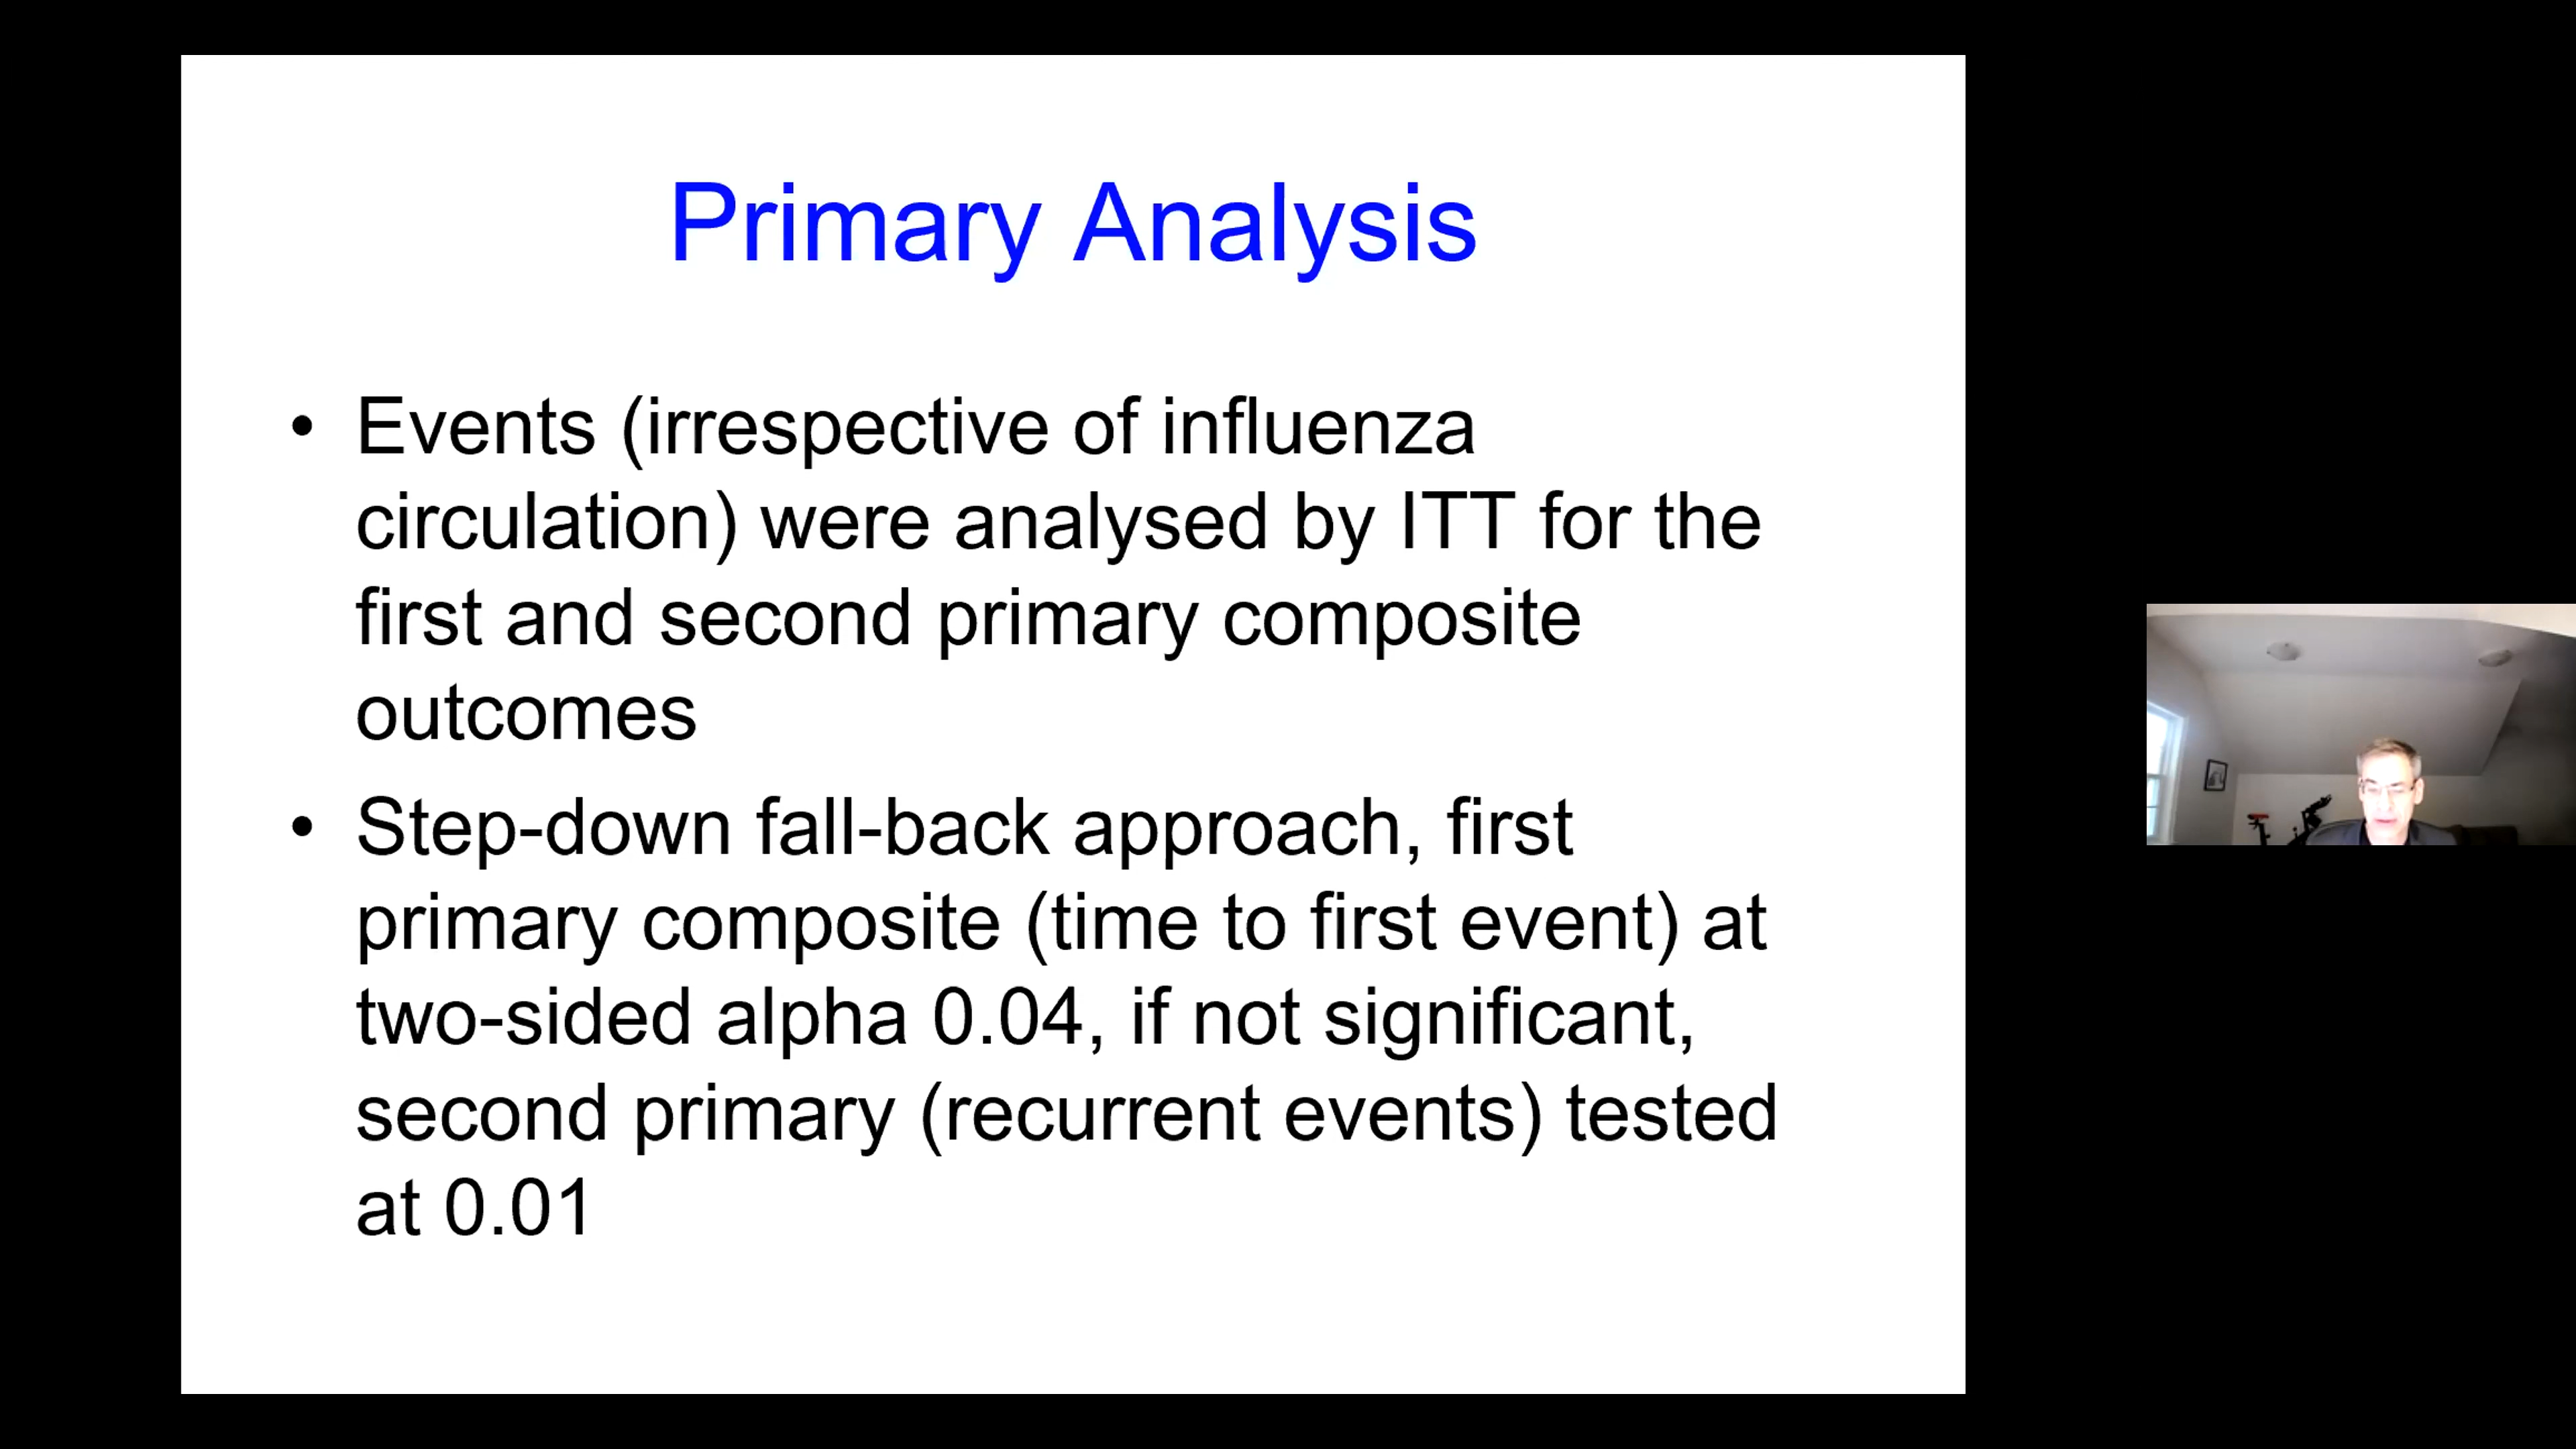 Primary Analysis
• Events (irrespective of influenza
circulation) were analysed by ITT for the
first and second primary composite
outcomes
• Step-down fall-back approach, first
primary composite (time to first event) at
two-sided alpha 0.04, if not significant,
second primary (recurrent events) tested
at 0.01